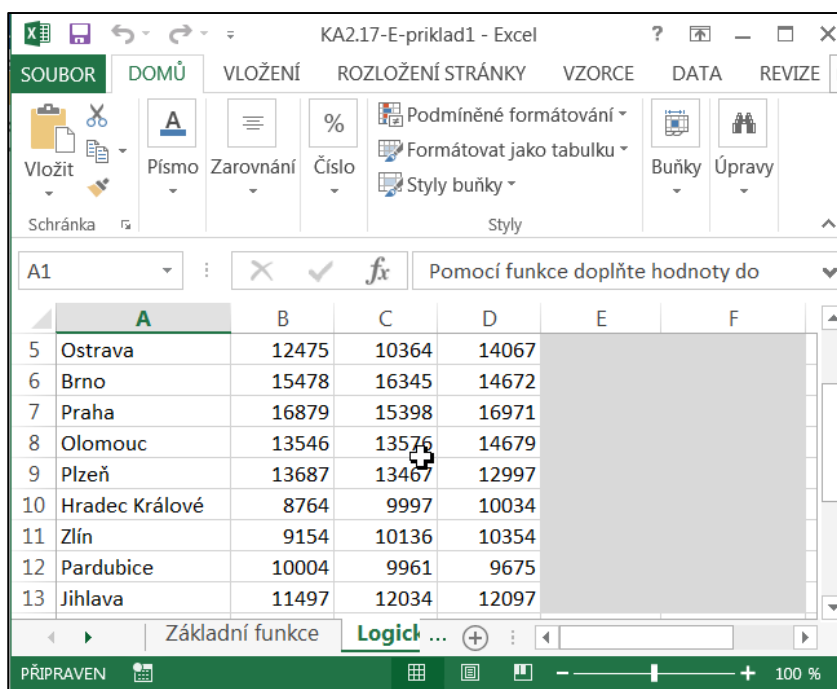 KA2.17-E-priklad1 - Excel ?
SOUBOR DOMŮ VLOŽENÍ ROZLOŽENÍ STRÁNKY VZORCE DATA REVIZE
Vložit
Písmo Zarovnání Číslo
%
Podmíněné formátování
Formátovat jako tabulku
Styly buňky
Buňky Úpravy
Schránka Styly
A1 fx Pomocí funkce doplňte hodnoty do
A B C D E F
5 Ostrava 12475 10364 14067
6 Brno 15478 16345 14672
7 Praha 16879 15398 16971
8 Olomouc 13546 13576 14679
9 Plzeň 13687 13467 12997
10 Hradec Králové 8764 9997 10034
11 Zlín 9154 10136 10354
12 Pardubice 10004 9961 9675
13 Jihlava 11497 12034 12097
Základní funkce Logick ...
PŘIPRAVEN 100 %